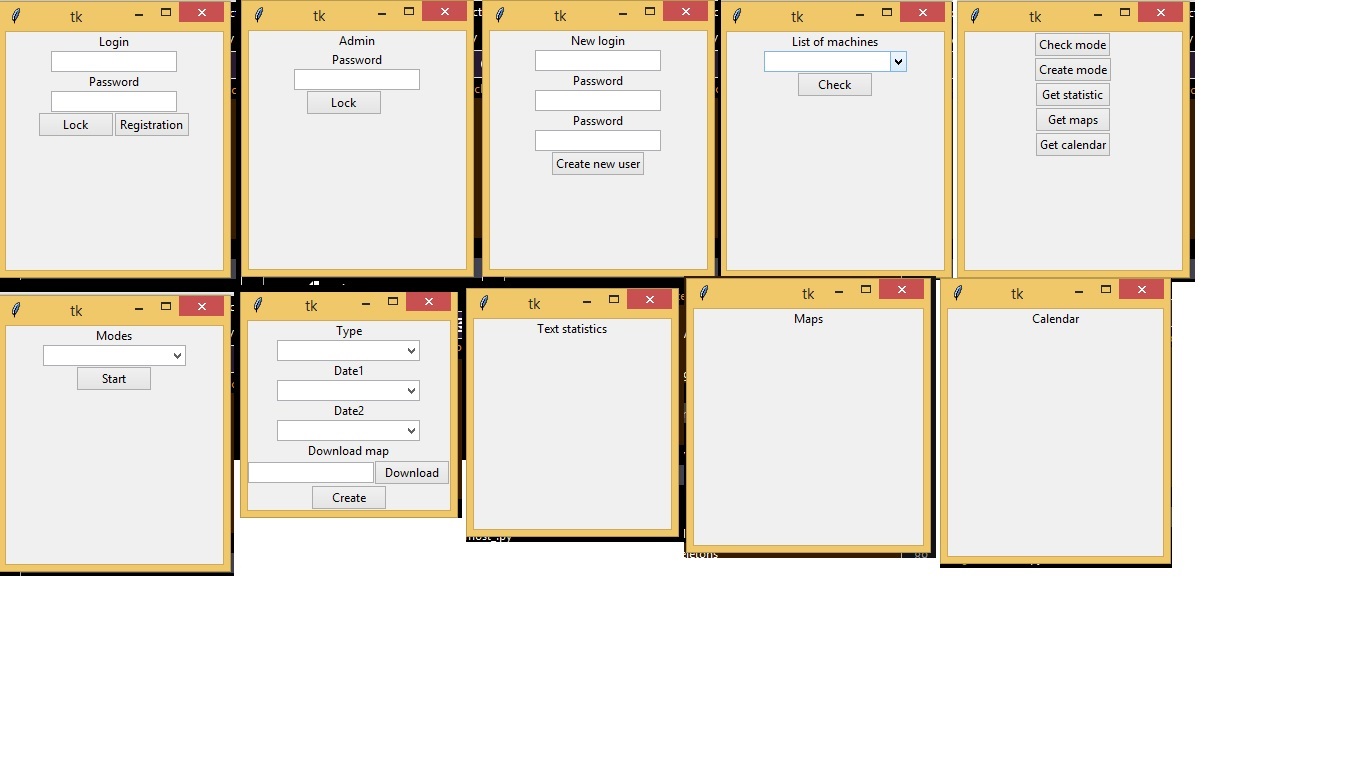 tk
Login
Password
Lock Registration
tk
Admin
Password
Lock
tk
New login
Password
Password
Create new user
tk
List of machines
Check
tk
Check mode
Create mode
Get statistic
Get maps
Get calendar
tk
Modes
Start
tk
Type
Date1
Date2
Download map
Download
Create
tk
Text statistics
tk
Maps
tk
Calendar